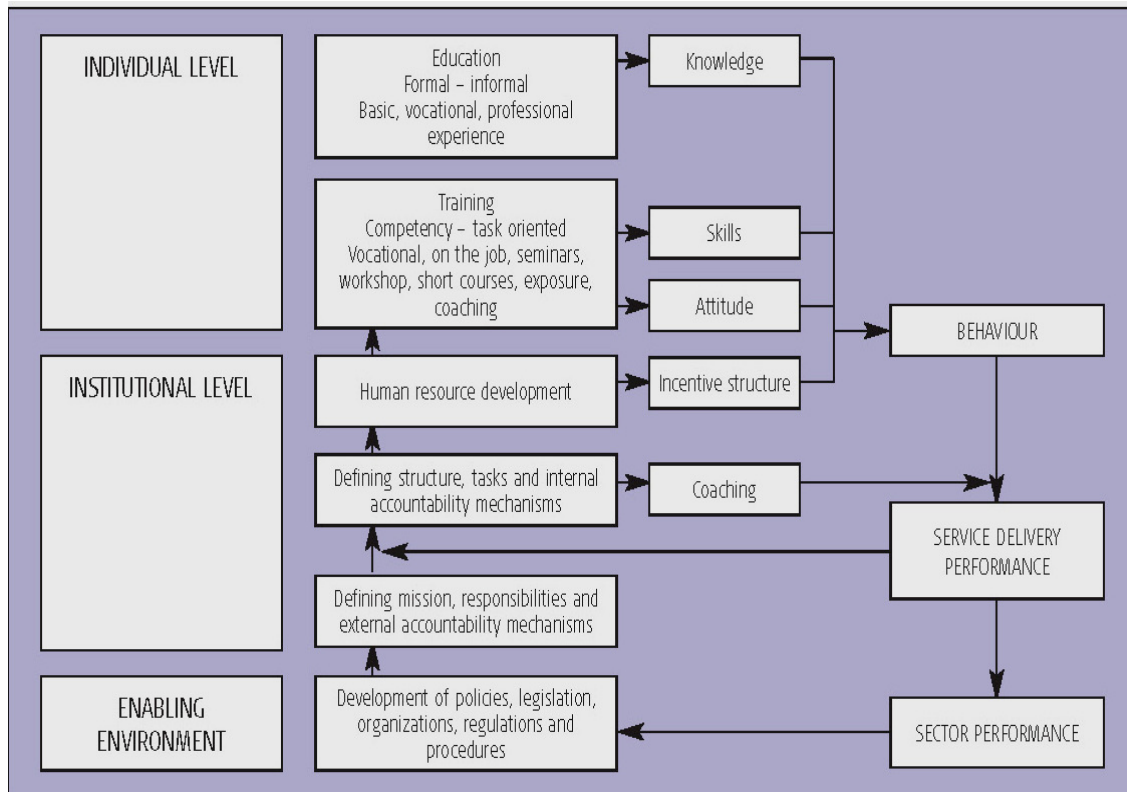 INDIVIDUAL LEVEL
Education
Formal – informal
Basic, vocational, professional
experience
Knowledge
Training
Competency – task oriented
Vocational, on the job, seminars,
workshop, short courses, exposure,
coaching
Skills
Attitude
BEHAVIOUR
INSTITUTIONAL LEVEL
Human resource development
Incentive structure
Defining structure, tasks and internal
accountability mechanisms
Coaching
SERVICE DELIVERY
PERFORMANCE
Defining mission, responsibilities and
external accountability mechanisms
ENABLING
ENVIRONMENT
Development of policies, legislation,
organizations, regulations and
procedures
SECTOR PERFORMANCE